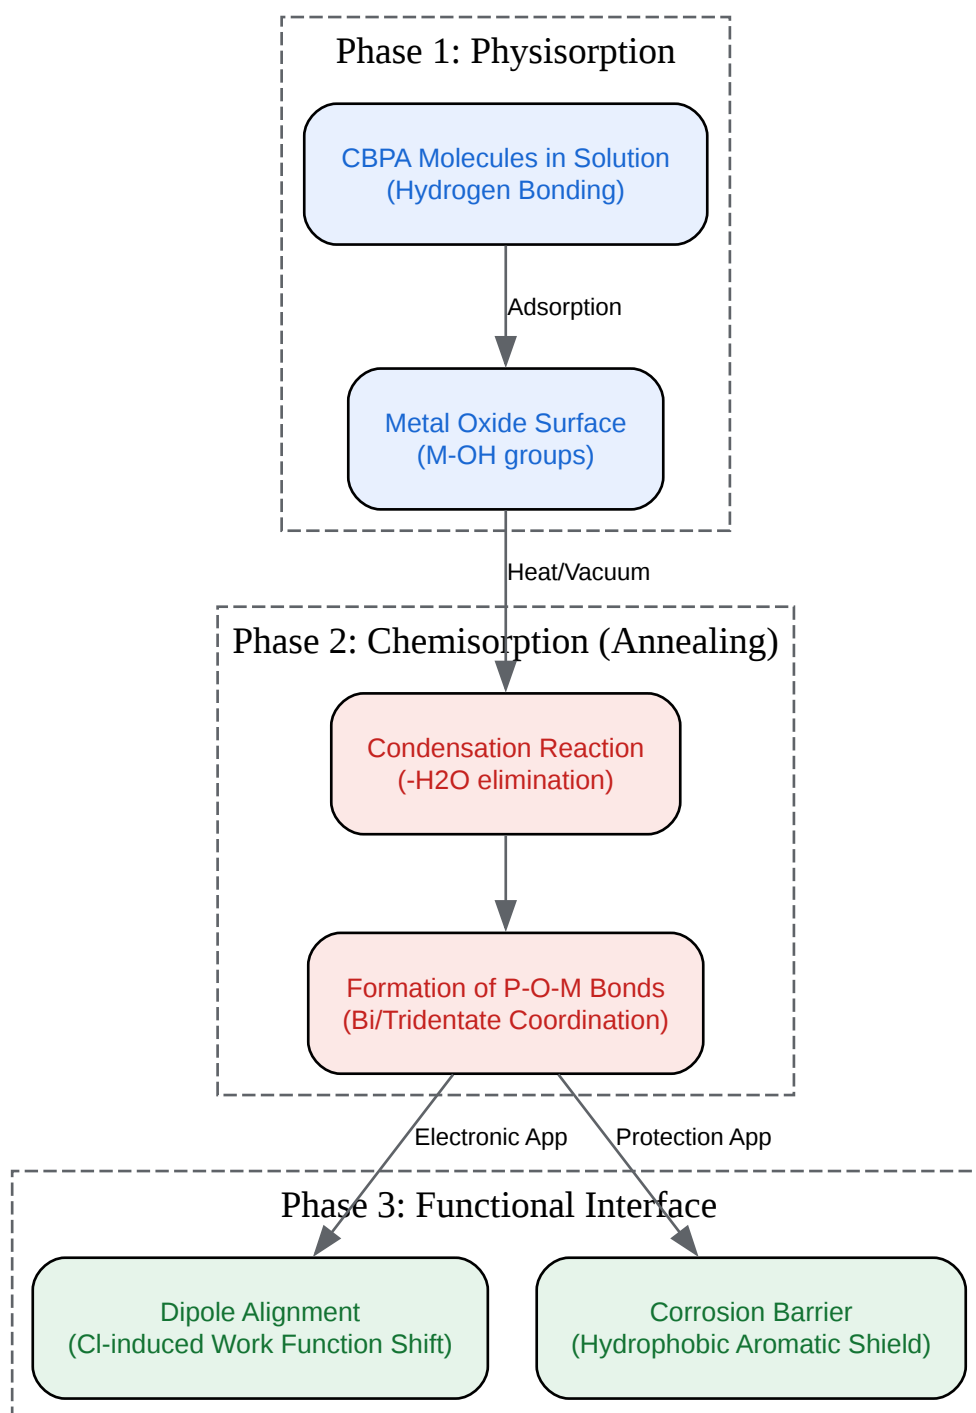 Phase 1: Physisorption
CBPA Molecules in Solution
(Hydrogen Bonding)
Adsorption
Metal Oxide Surface
(M-OH groups)
Heat/Vacuum
Phase 2: Chemisorption (Annealing)
Condensation Reaction
(-H2O elimination)
Formation of P-O-M Bonds
(Bi/Tridentate Coordination)
Electronic App
Protection App
Phase 3: Functional Interface
Dipole Alignment
(Cl-induced Work Function Shift)
Corrosion Barrier
(Hydrophobic Aromatic Shield)